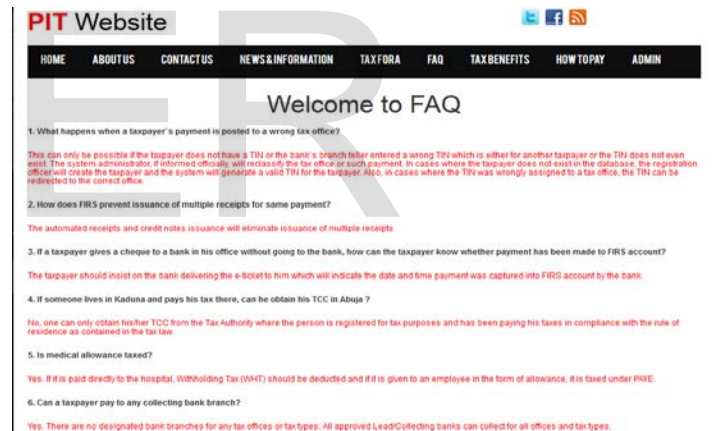 PIT Website
HOME ABOUT US CONTACT US NEWS & INFORMATION TAX FORA FAQ TAX BENEFITS HOW TO PAY ADMIN
Welcome to FAQ
1. What happens when a taxpayer`s payment is posted to a wrong tax office?
This can only be possible if the taxpayer does not have a TIN or the bank`s branch teller entered a wrong TIN which is either for another taxpayer or the TIN does not even
exist. The system administrator, if informed officially, will reclassify the tax office or such payment. In cases where the taxpayer does not exist in the database, the registration
officer will create the taxpayer and the system will generate a valid TIN for the taxpayer. Also, in cases where the TIN was wrongly assigned to a tax office, the TIN can be
redirected to the correct office.
2. How does FIRS prevent issuance of multiple receipts for same payment?
The automated receipts and credit notes issuance will eliminate issuance of multiple receipts
3. If a taxpayer gives a cheque to a bank in his office without going to the bank, how can the taxpayer know whether payment has been made to FIRS account?
The taxpayer should insist on the bank delivering the e-ticket to him which will indicate the date and time payment was captured into FIRS account by the bank.
4. If someone lives in Kaduna and pays his tax there, can he obtain his TCC in Abuja ?
No, one can only obtain his/her TCC from the Tax Authority where the person is registered for tax purposes and has been paying his taxes in compliance with the rule of
residence as contained in the tax law.
5. Is medical allowance taxed?
Yes. If it is paid directly to the hospital, Withholding Tax (WHT) should be deducted and if it is given to an employee in the form of allowance, it is taxed under PAYE.
6. Can a taxpayer pay to any collecting bank branch?
Yes. There are no designated bank branches for any tax offices or tax types. All approved Lead/Collecting banks can collect for all offices and tax types.